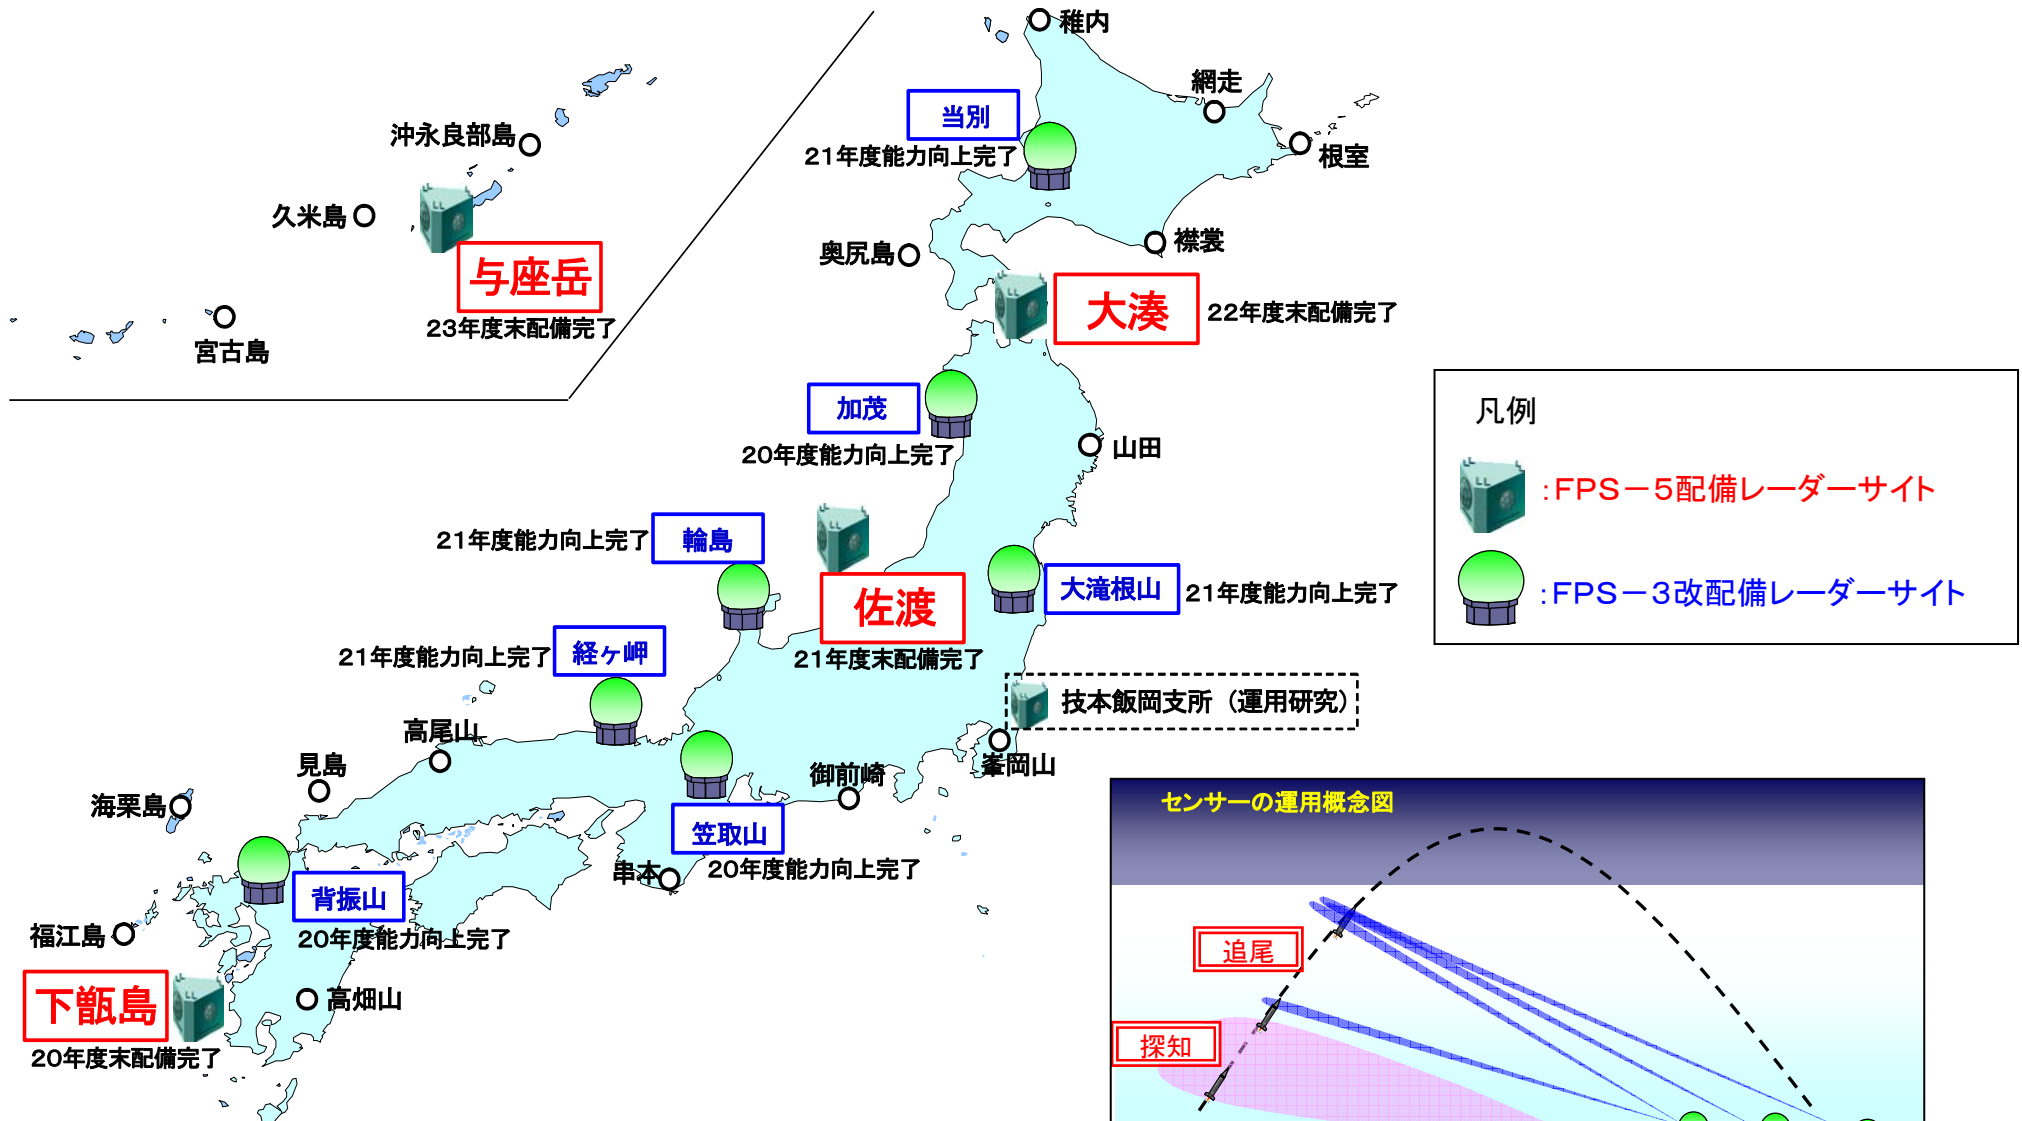 稚内
網走
当別
21年度能力向上完了
根室
沖永良部島
久米島
与座岳
23年度末配備完了
宮古島
奥尻島
襟裳
大湊
22年度末配備完了
加茂
20年度能力向上完了
山田
凡例
:FPS-5配備レーダーサイト
:FPS-3改配備レーダーサイト
21年度能力向上完了
輪島
佐渡
21年度末配備完了
大滝根山
21年度能力向上完了
21年度能力向上完了
経ヶ岬
技本飯岡支所（運用研究）
高尾山
見島
海栗島
御前崎
峯岡山
笠取山
20年度能力向上完了
串本
背振山
20年度能力向上完了
福江島
下甑島
20年度末配備完了
高畑山
センサーの運用概念図
追尾
探知